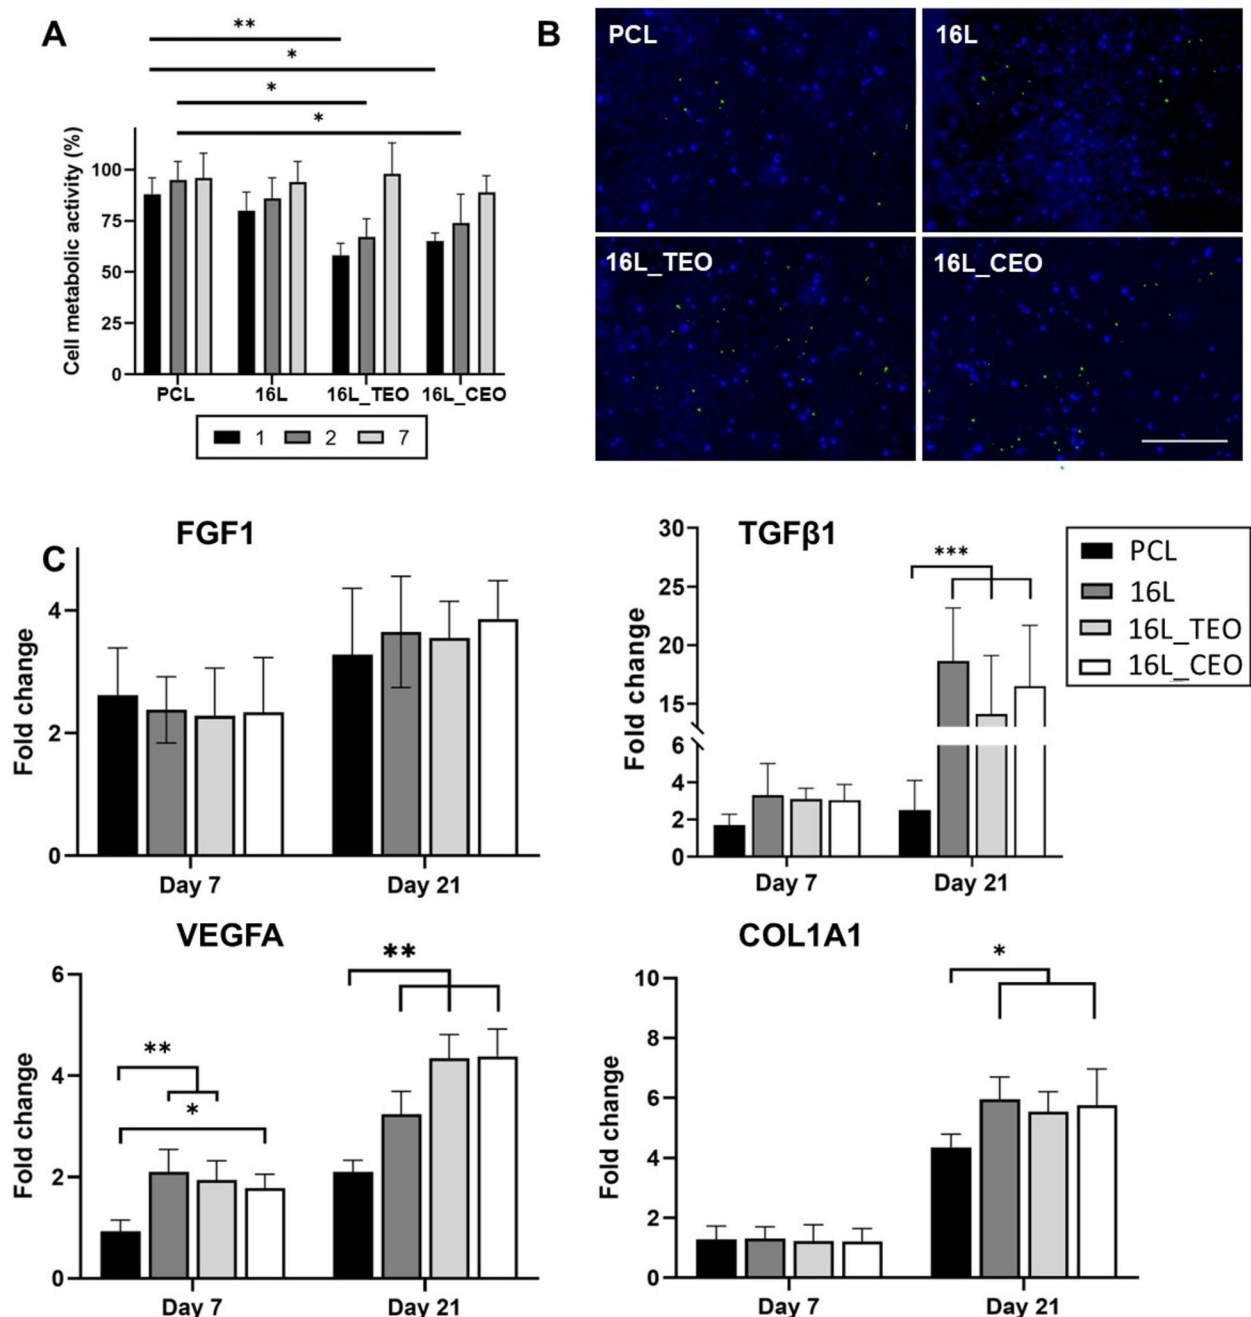 A
**
*
*
*
Cell metabolic activity (%)
100
75
50
25
0
PCL 16L 16L_TEO 16L_CEO
1 2 7
B
PCL
16L
16L_TEO
16L_CEO
C
FGF1
Fold change
4
2
0
Day 7 Day 21
TGFβ1
Fold change
30
25
20
15
6
4
2
0
***
Day 7 Day 21
PCL
16L
16L_TEO
16L_CEO
VEGFA
Fold change
6
4
2
0
**
*
**
Day 7 Day 21
COL1A1
Fold change
10
8
6
4
2
0
*
Day 7 Day 21